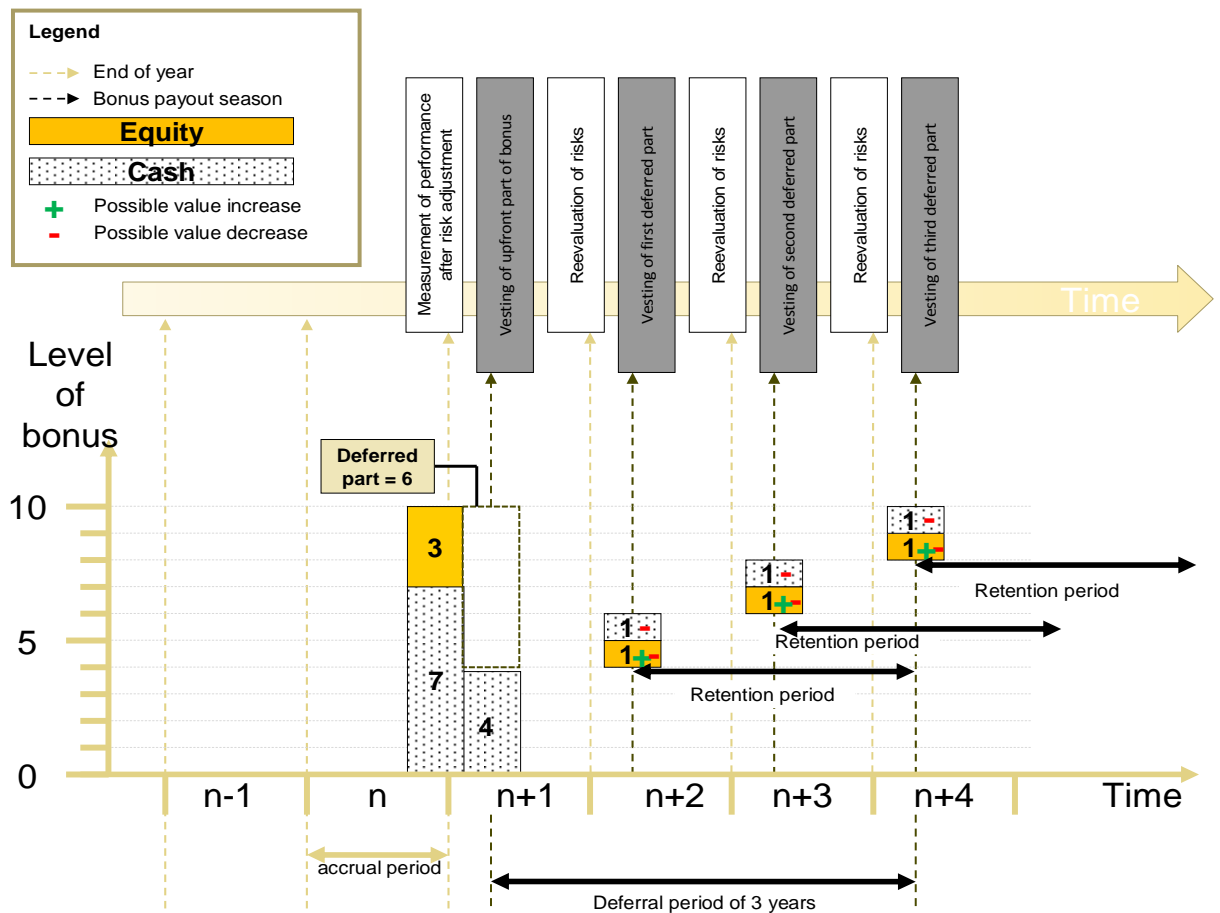 Legend
End of year
Bonus payout season
Equity
Cash
+ Possible value increase
- Possible value decrease
Measurement of performance
after risk adjustment
Vesting of upfront part of bonus
Reevaluation of risks
Vesting of first deferred part
Reevaluation of risks
Vesting of second deferred part
Reevaluation of risks
Vesting of third deferred part
Time
Level
of
bonus
Deferred
part = 6
10
5
0
3
7
4
1 -
1 + -
Retention period
1 -
1 + -
Retention period
1 -
1 + -
Retention period
n-1
n
n+1
n+2
n+3
n+4
Time
accrual period
Deferral period of 3 years